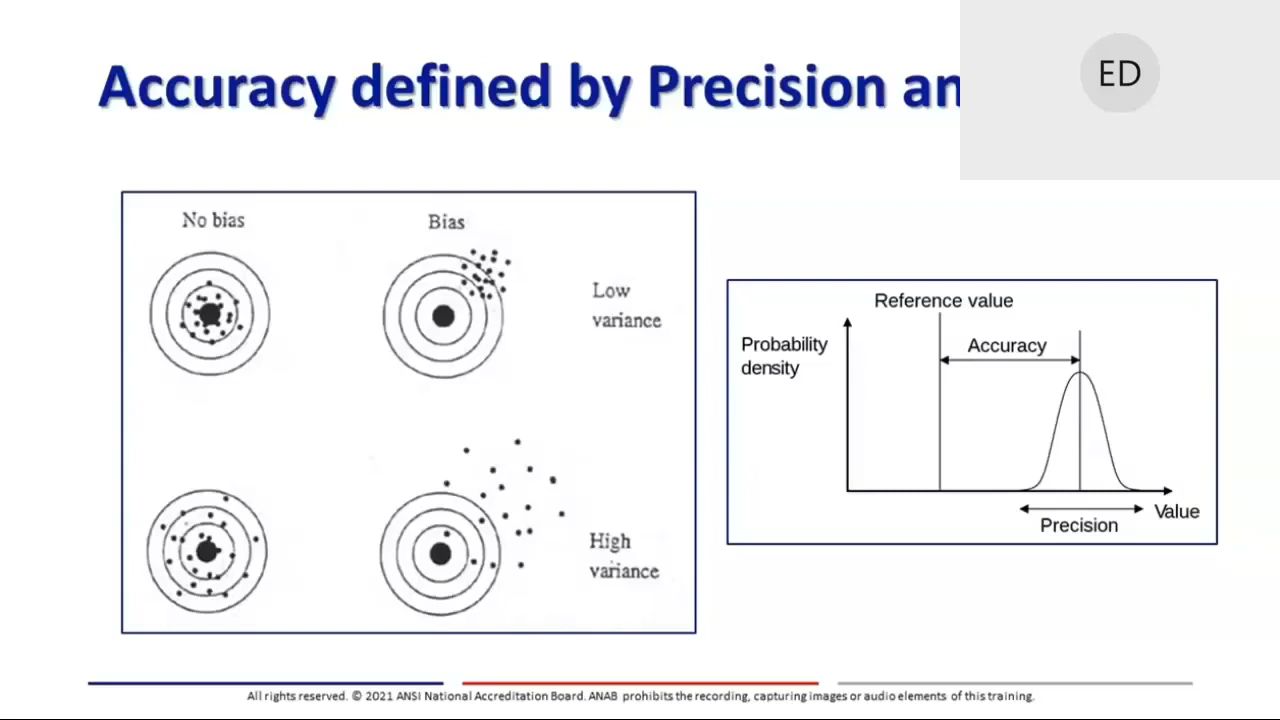 Accuracy defined by Precision an
ED
No bias
Bias
Low
variance
High
variance
Reference value
Probability
density
Accuracy
Precision
Value
All rights reserved. © 2021 ANSI National Accreditation Board. ANAB prohibits the recording, capturing images or audio elements of this training.